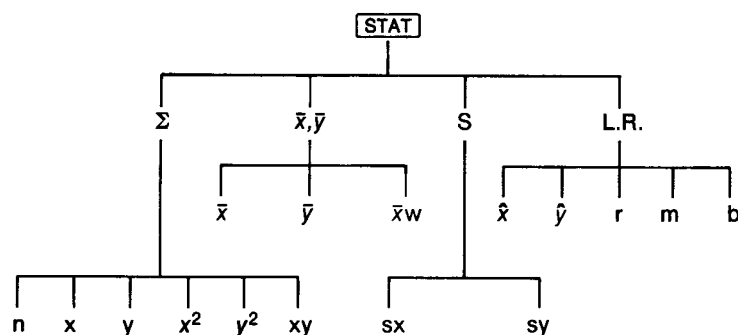 STAT
Σ x̄,ȳ S L.R.
x̄ ȳ x̄w x̂ ŷ r m b
n x y x² y² xy sx sy